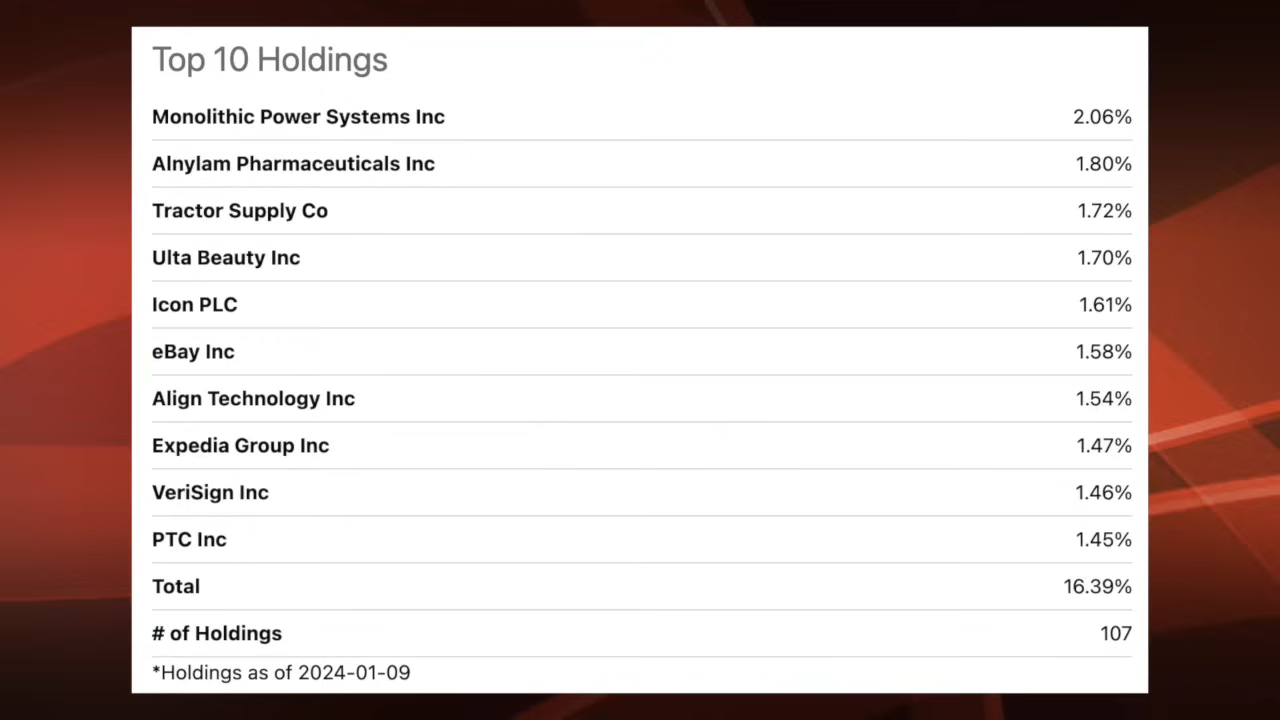 Top 10 Holdings
Monolithic Power Systems Inc 2.06%
Alnylam Pharmaceuticals Inc 1.80%
Tractor Supply Co 1.72%
Ulta Beauty Inc 1.70%
Icon PLC 1.61%
eBay Inc 1.58%
Align Technology Inc 1.54%
Expedia Group Inc 1.47%
VeriSign Inc 1.46%
PTC Inc 1.45%
Total 16.39%
# of Holdings 107
*Holdings as of 2024-01-09